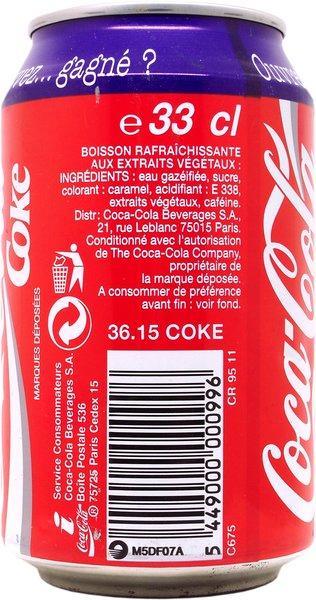 ez... gagné ?
Ouvre
e 33 cl
BOISSON RAFRAÎCHISSANTE
AUX EXTRAITS VÉGÉTAUX :
INGRÉDIENTS : eau gazéifiée, sucre,
colorant : caramel, acidifiant : E 338,
extraits végétaux, caféine.
Distr: Coca-Cola Beverages S.A.,
21, rue Leblanc 75015 Paris.
Conditionné avec l'autorisation
de The Coca-Cola Company,
propriétaire de
la marque déposée.
A consommer de préférence
avant fin : voir fond.
36.15 COKE
Coke
MARQUES DÉPOSÉES
Service Consommateurs
Coca-Cola Beverages S.A.
Boite Postale 536
75725 Paris Cedex 15
i
Coca-Cola ®
M5DF07A
5 449000 000996
CR 95 11
C675
Coca-Cola